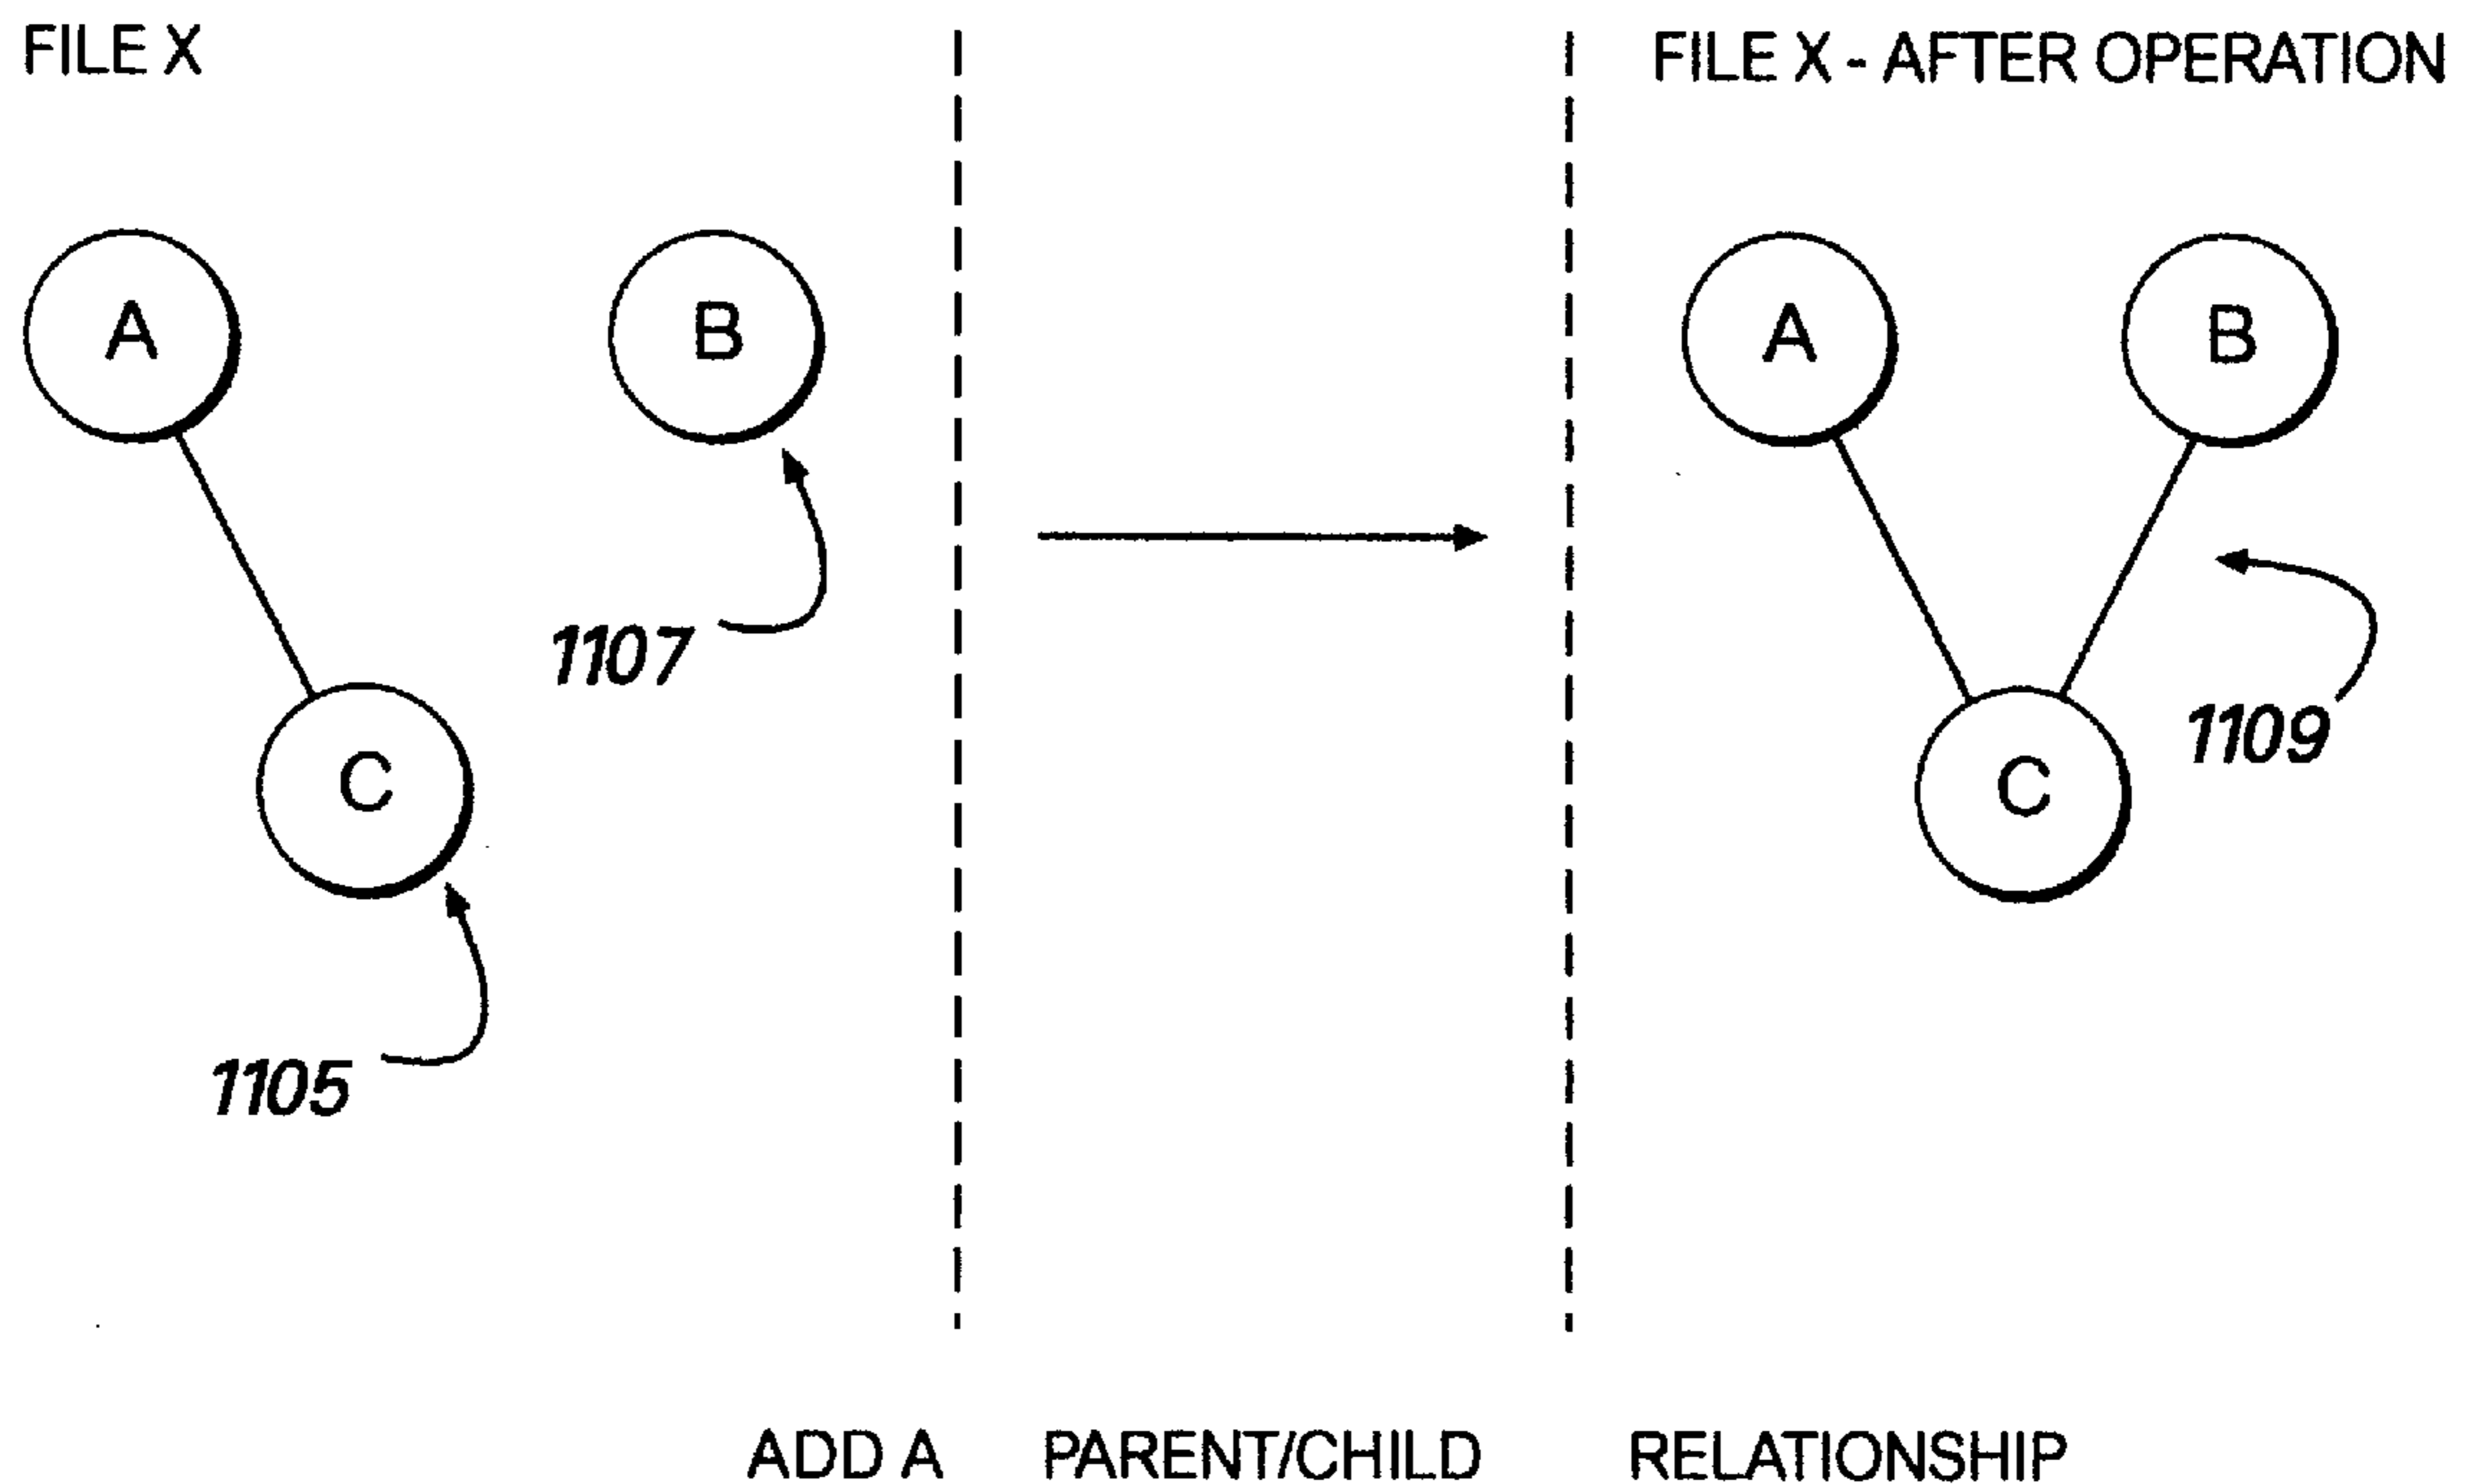 FILE X
FILE X - AFTER OPERATION
A
B
A
B
1107
C
C
1109
1105
ADD A PARENT/CHILD RELATIONSHIP